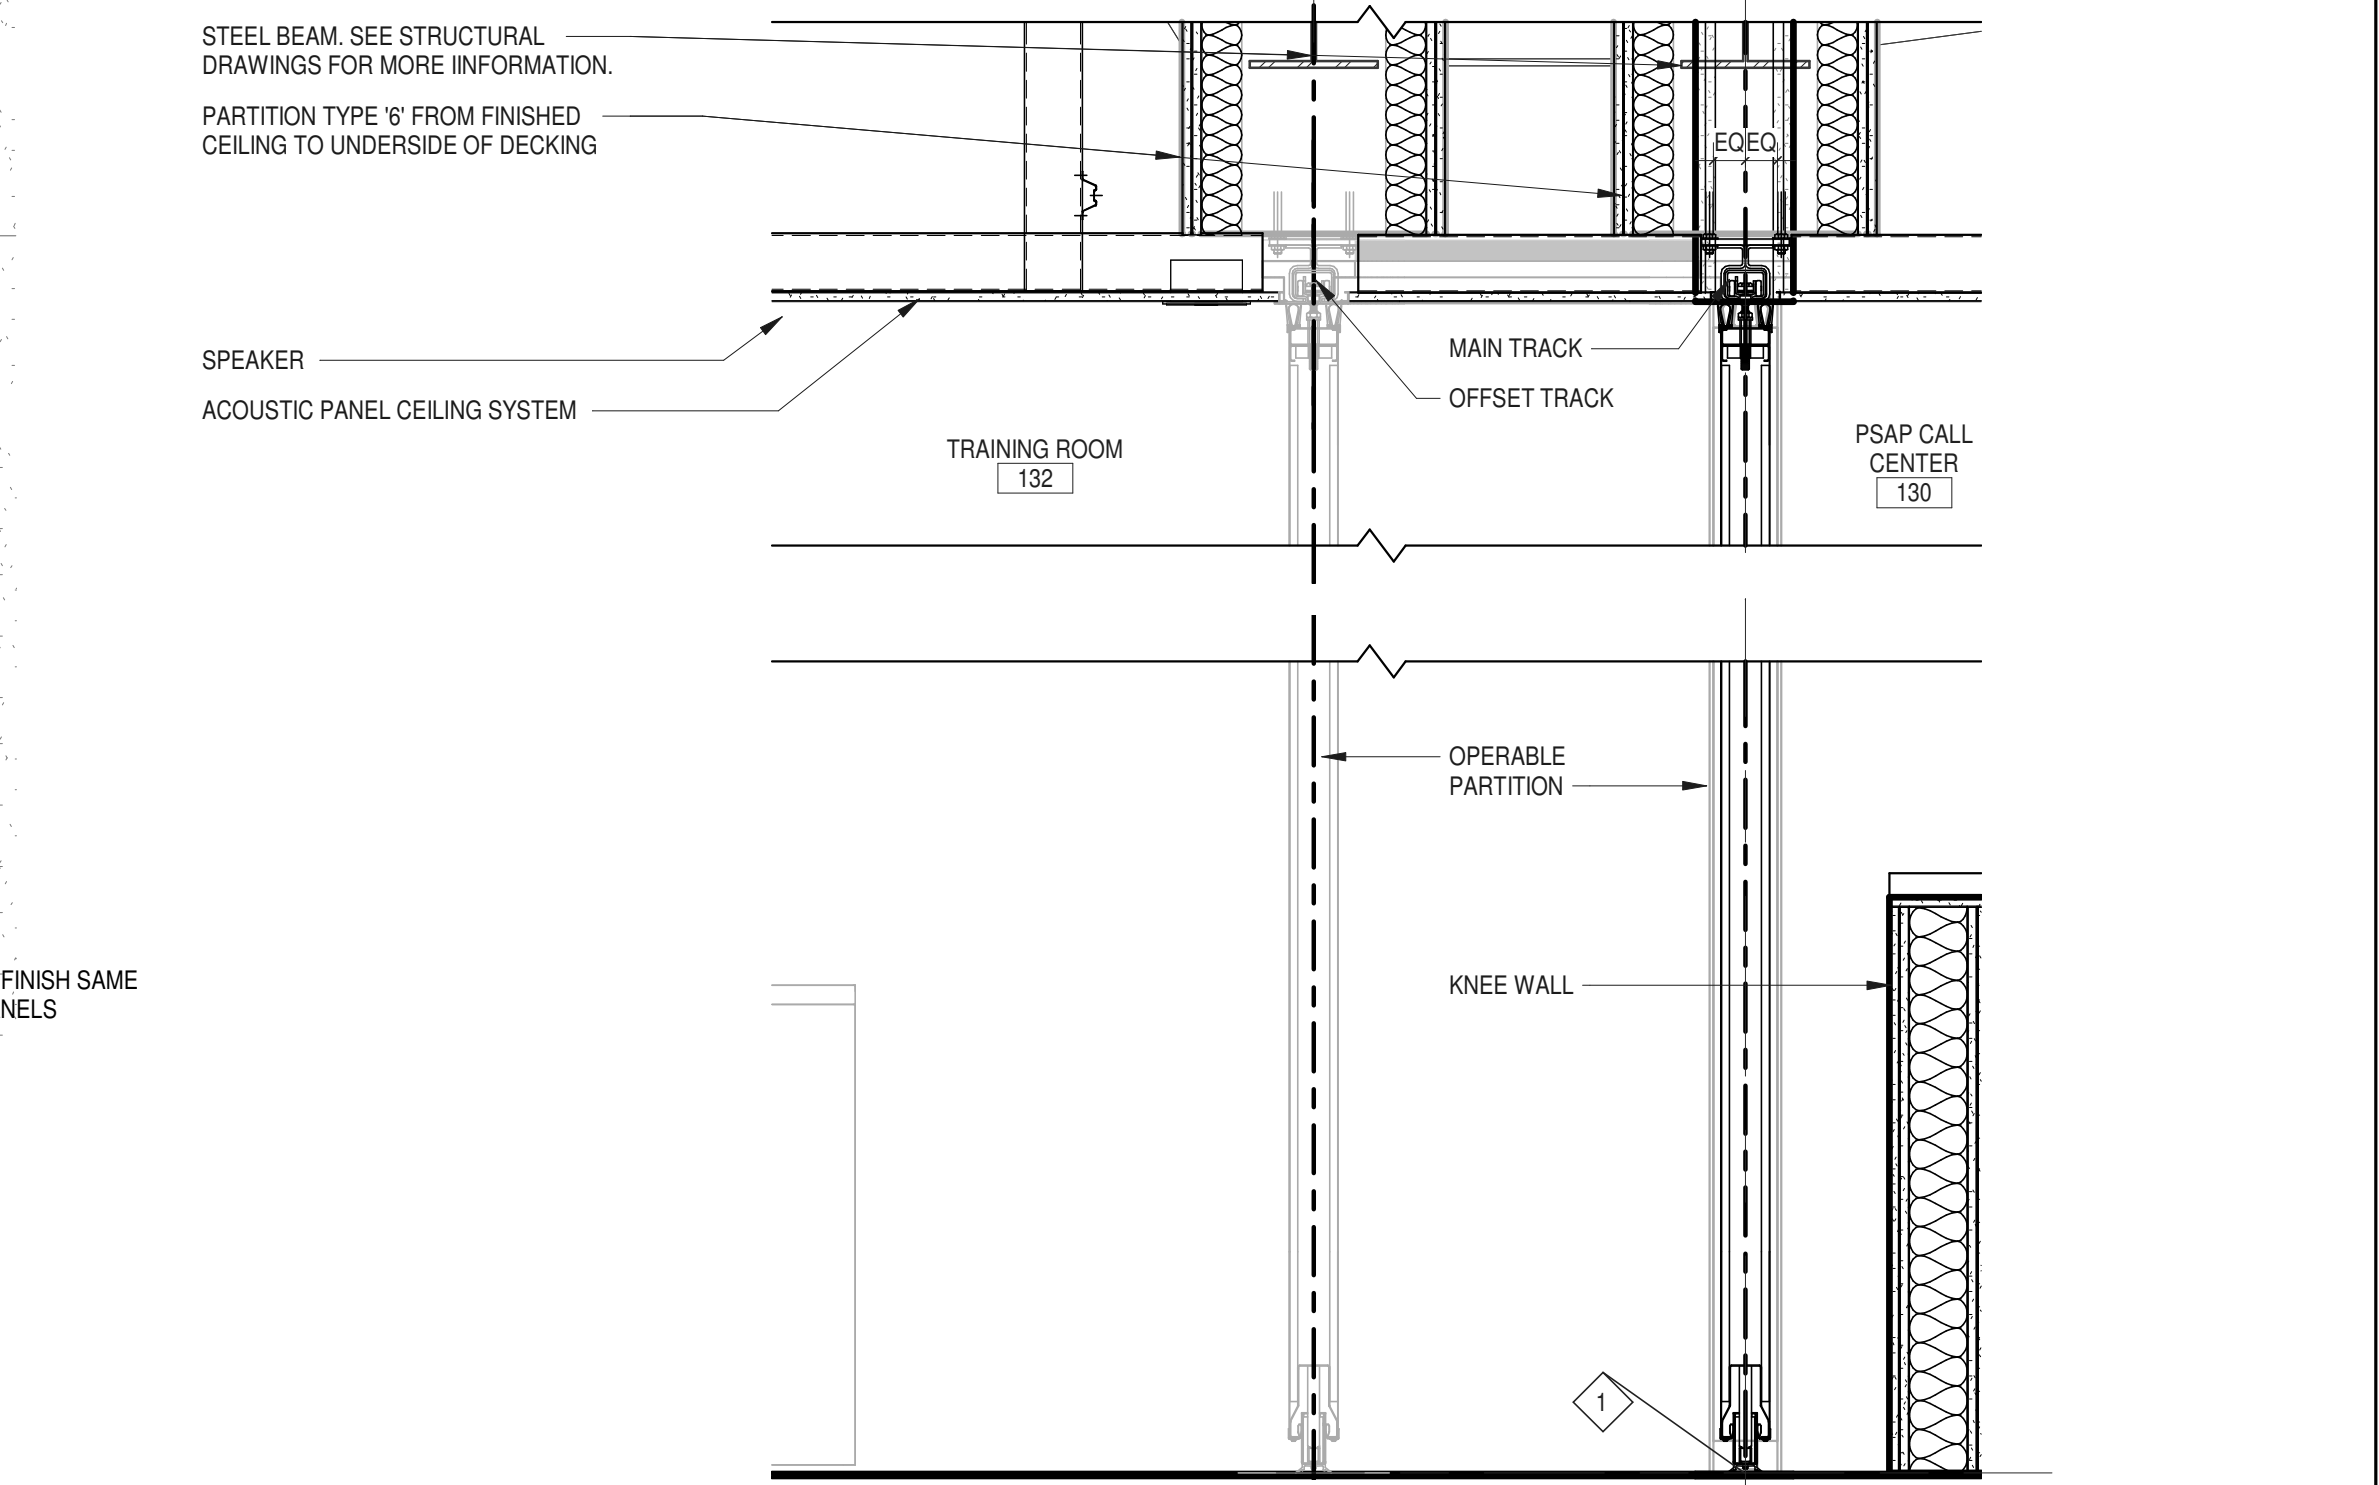 STEEL BEAM. SEE STRUCTURAL
DRAWINGS FOR MORE IINFORMATION.
PARTITION TYPE '6' FROM FINISHED
CEILING TO UNDERSIDE OF DECKING
EQ EQ
SPEAKER
ACOUSTIC PANEL CEILING SYSTEM
MAIN TRACK
OFFSET TRACK
TRAINING ROOM
132
PSAP CALL
CENTER
130
OPERABLE
PARTITION
FINISH SAME
NELS
KNEE WALL
1